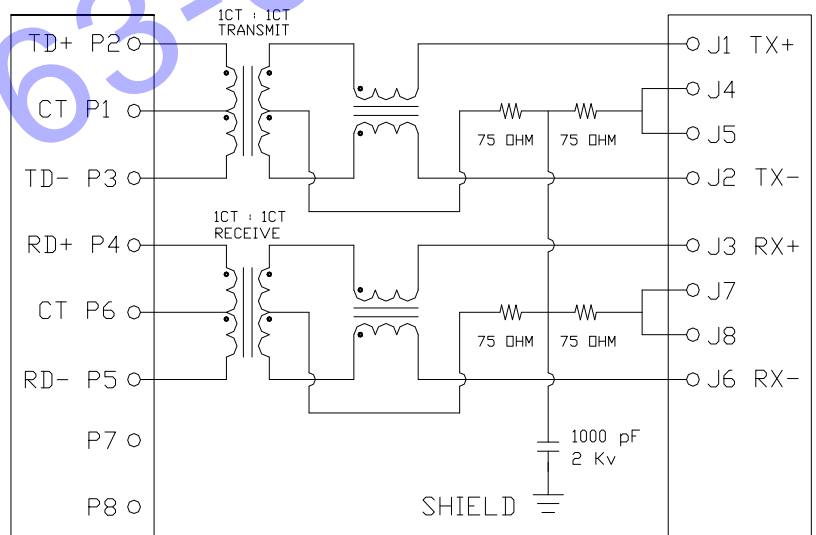 1CT : 1CT
TRANSMIT
TD+ P2
J1 TX+
J4
CT P1
75 OHM
75 OHM
J5
TD- P3
J2 TX-
1CT : 1CT
RECEIVE
RD+ P4
J3 RX+
J7
CT P6
75 OHM
75 OHM
J8
RD- P5
J6 RX-
P7
1000 pF
2 Kv
P8
SHIELD
63-